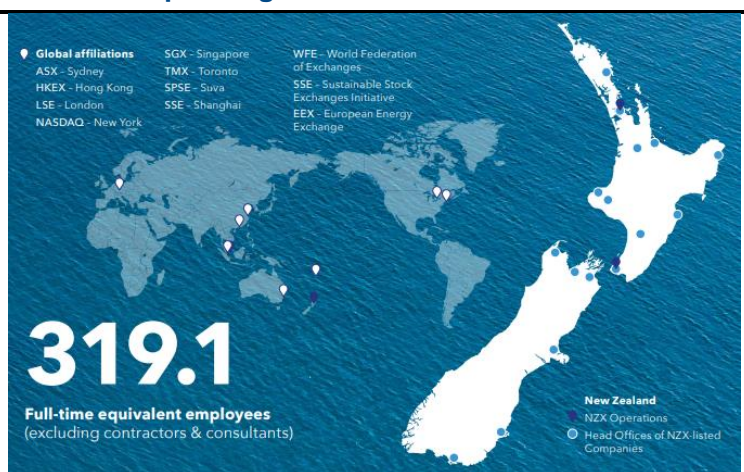 Global affiliations
ASX - Sydney
HKEX - Hong Kong
LSE - London
NASDAQ - New York
SGX - Singapore
TMX - Toronto
SPSE - Suva
SSE - Shanghai
WFE - World Federation
of Exchanges
SSE - Sustainable Stock
Exchanges Initiative
EEX - European Energy
Exchange
319.1
Full-time equivalent employees
(excluding contractors & consultants)
New Zealand
NZX Operations
Head Offices of NZX-listed
Companies